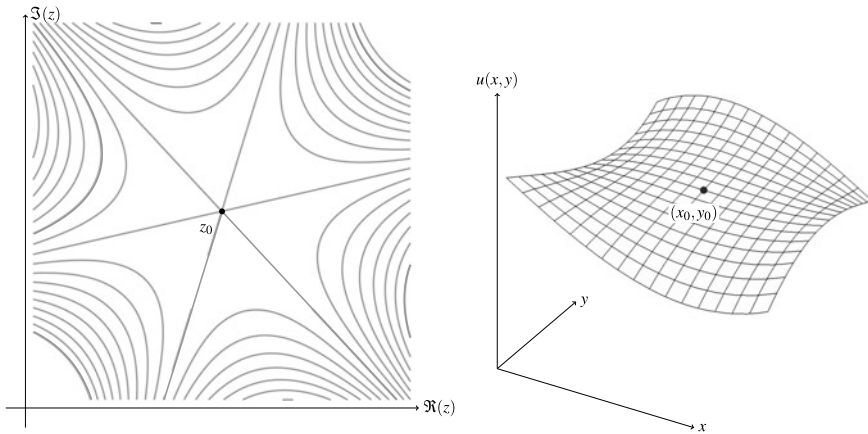 ℑ(z)
z₀
ℜ(z)
u(x, y)
(x₀, y₀)
y
x